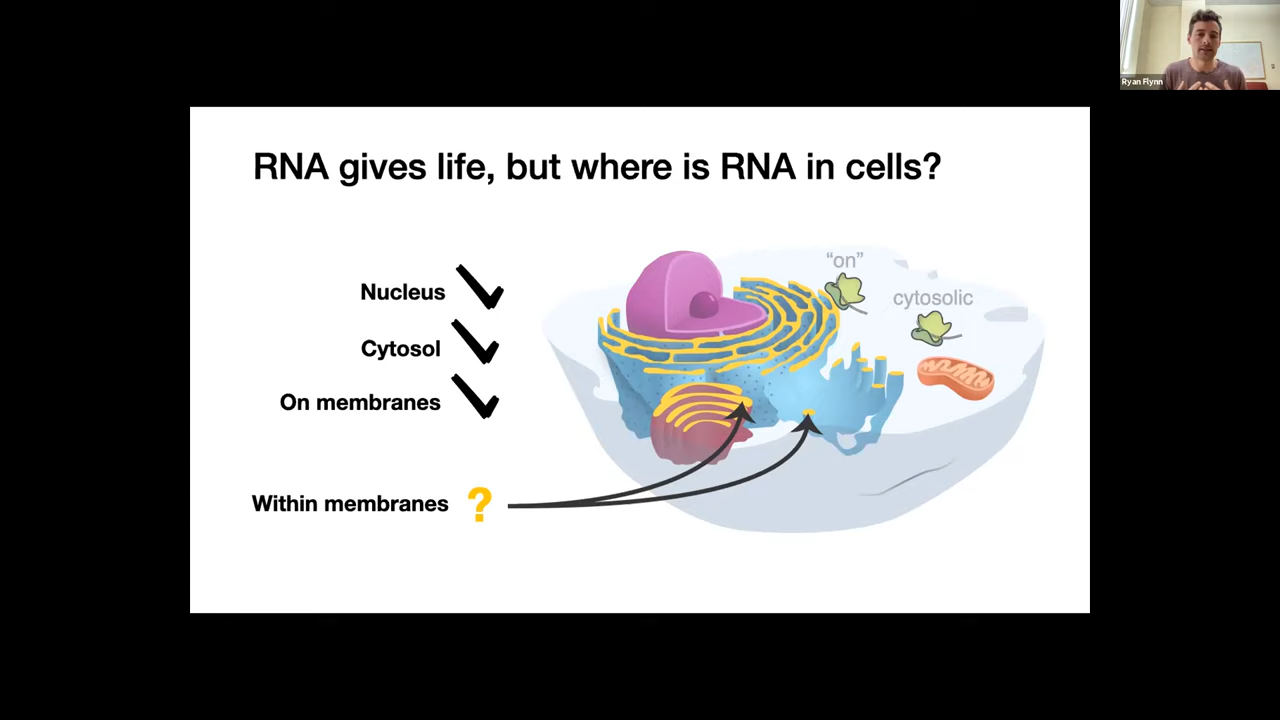 Ryan Flynn
RNA gives life, but where is RNA in cells?
"on"
cytosolic
Nucleus
Cytosol
On membranes
Within membranes ?